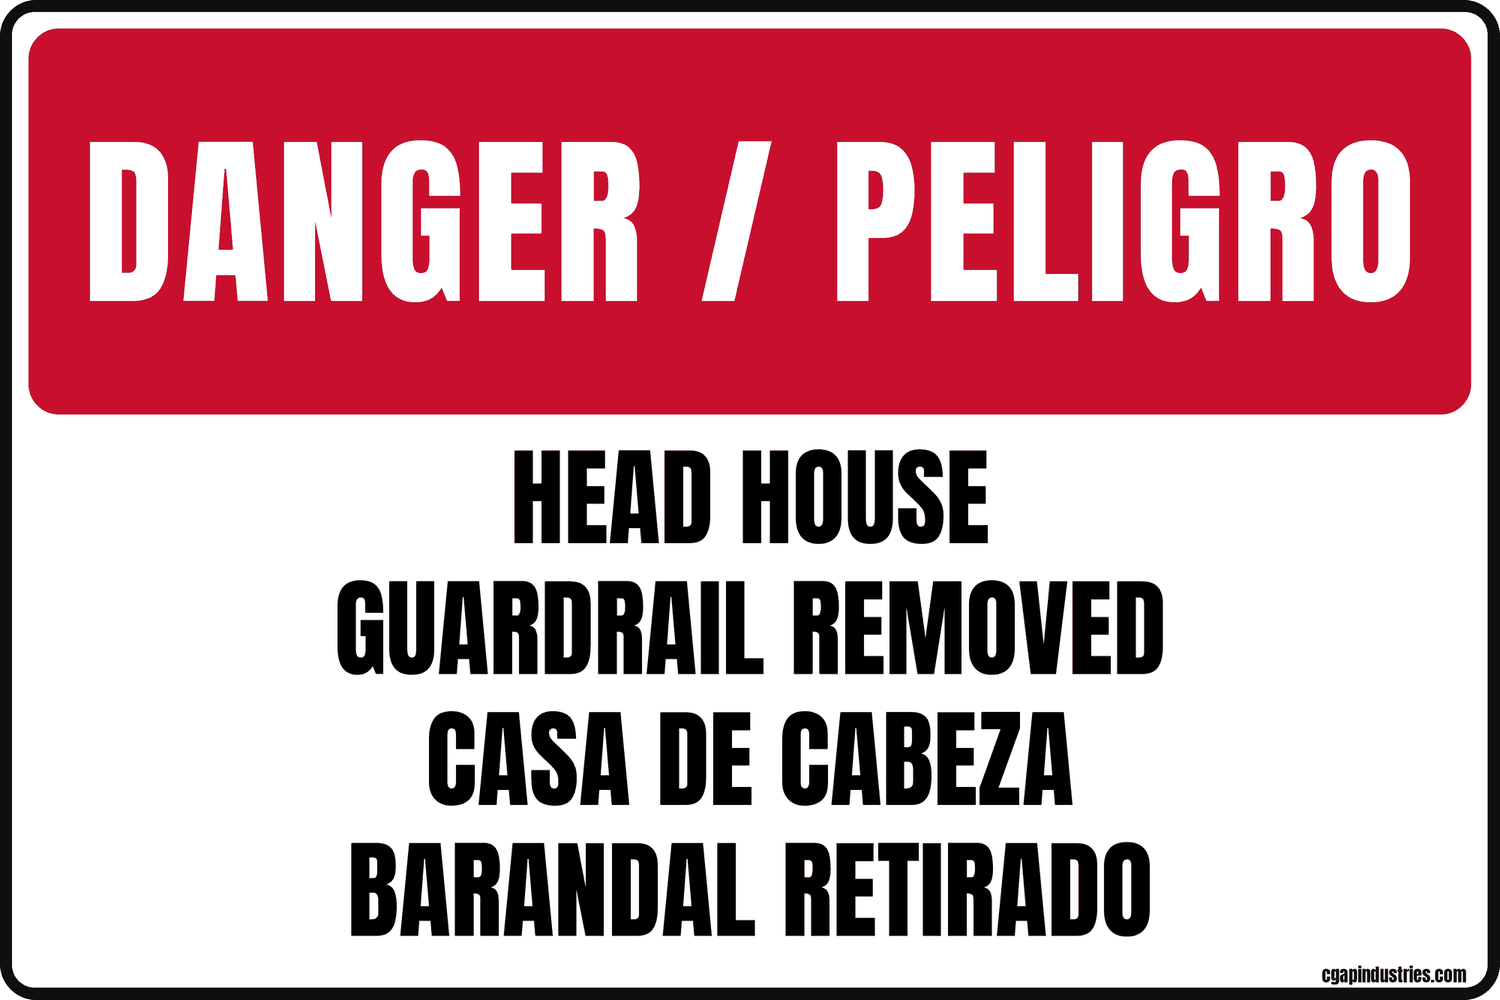 DANGER / PELIGRO
HEAD HOUSE
GUARDRAIL REMOVED
CASA DE CABEZA
BARANDAL RETIRADO
cgapindustries.com